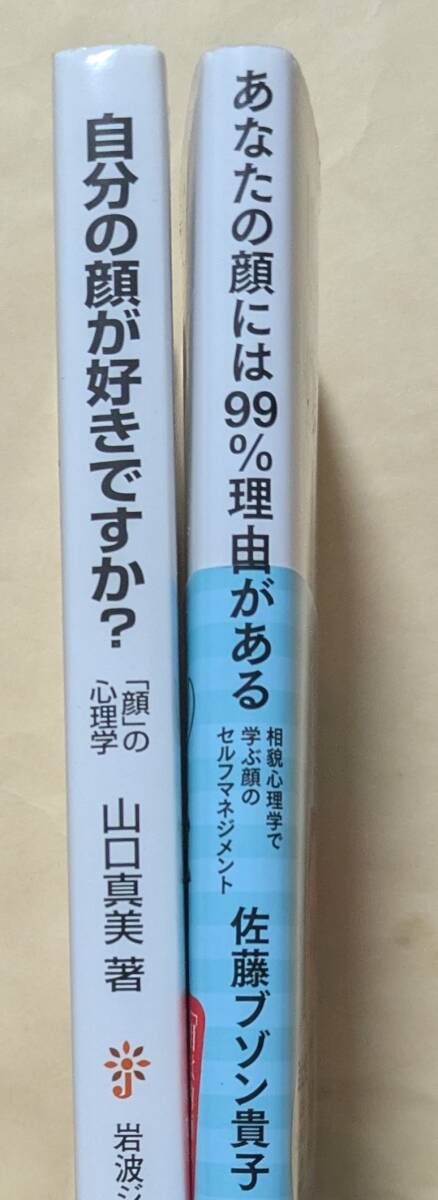 自分の顔が好きですか?
「顔」の
心理学
山口真美 著
岩波ジ
あなたの顔には99%理由がある
相貌心理学で
学ぶ顔の
セルフマネジメント
佐藤ブゾン貴子